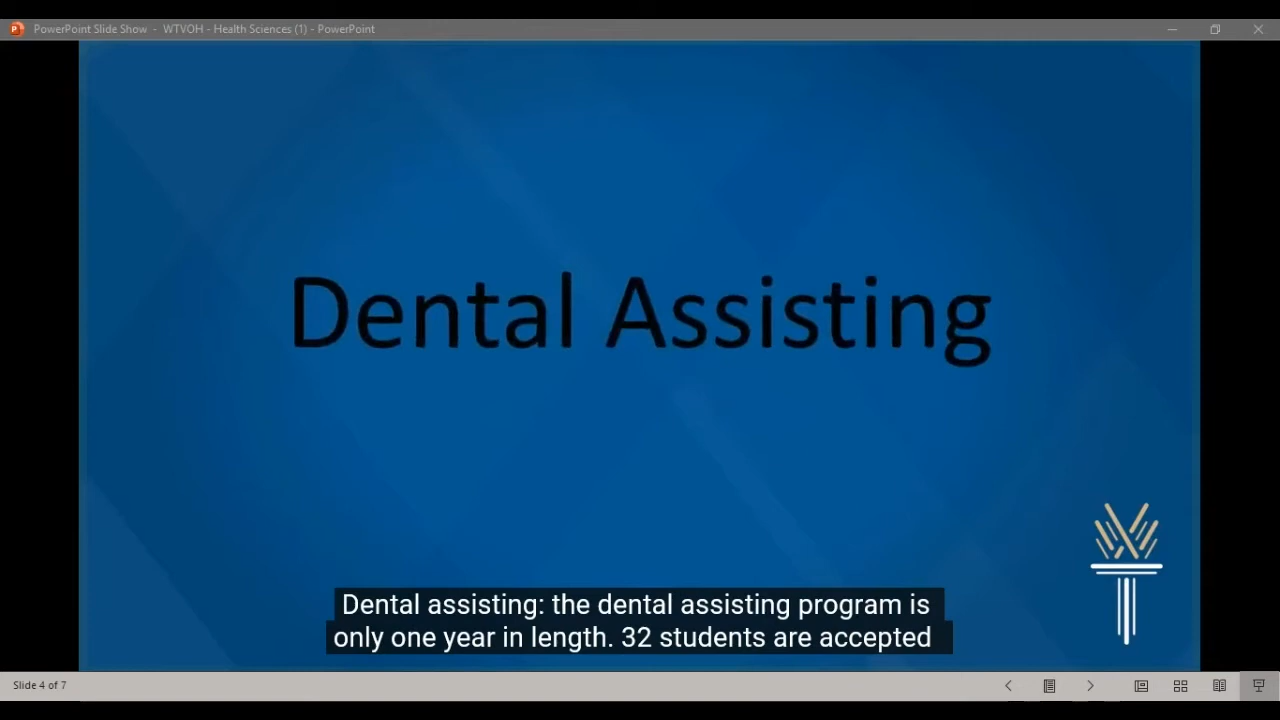 PowerPoint Slide Show - WTVOH - Health Sciences (1) - PowerPoint
Dental Assisting
Dental assisting: the dental assisting program is
only one year in length. 32 students are accepted
Slide 4 of 7